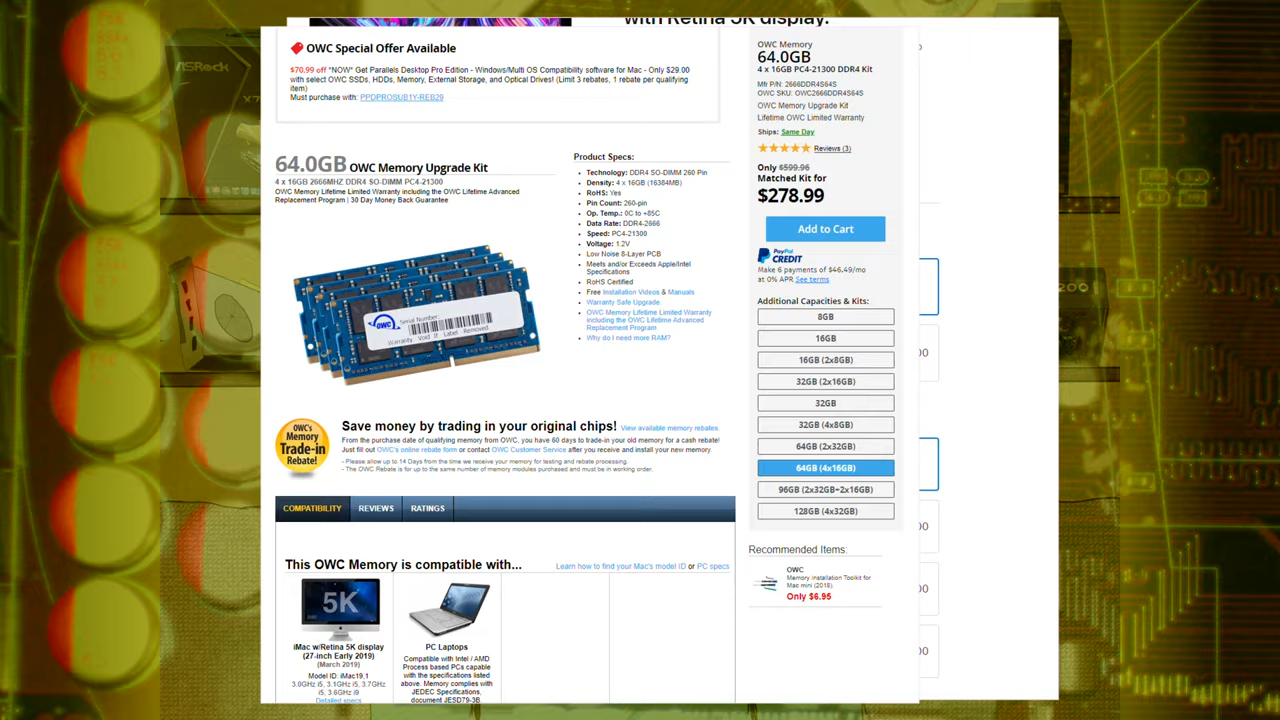 with Retina 5K display.
OWC Special Offer Available
$70.99 off *NOW* Get Parallels Desktop Pro Edition - Windows/Multi OS Compatibility software for Mac - Only $29.00
with select OWC SSDs, HDDs, Memory, External Storage, and Optical Drives! (Limit 3 rebates, 1 rebate per qualifying
item)
Must purchase with: PPDPROSUB1Y-REB29
64.0GB OWC Memory Upgrade Kit
4 x 16GB 2666MHZ DDR4 SO-DIMM PC4-21300
OWC Memory Lifetime Limited Warranty including the OWC Lifetime Advanced
Replacement Program | 30 Day Money Back Guarantee
OWC
Serial Number:
Warranty Void If Label Removed
Product Specs:
Technology: DDR4 SO-DIMM 260 Pin
Density: 4 x 16GB (16384MB)
RoHS: Yes
Pin Count: 260-pin
Op. Temp.: 0C to +85C
Data Rate: DDR4-2666
Speed: PC4-21300
Voltage: 1.2V
Low Noise 8-Layer PCB
Meets and/or Exceeds Apple/Intel
Specifications
RoHS Certified
Free Installation Videos & Manuals
Warranty Safe Upgrade.
OWC Memory Lifetime Limited Warranty
including the OWC Lifetime Advanced
Replacement Program
Why do I need more RAM?
OWC's
Memory
Trade-in
Rebate!
Save money by trading in your original chips! View available memory rebates.
From the purchase date of qualifying memory from OWC, you have 60 days to trade-in your old memory for a cash rebate!
Just fill out OWC's online rebate form or contact OWC Customer Service after you receive and install your new memory.
- Please allow up to 14 Days from the time we receive your memory for testing and rebate processing.
- The OWC Rebate is for up to the same number of memory modules purchased and must be in working order.
COMPATIBILITY
REVIEWS
RATINGS
This OWC Memory is compatible with...
Learn how to find your Mac's model ID or PC specs
5K
iMac w/Retina 5K display
(27-inch Early 2019)
(March 2019)
Model ID: iMac19,1
3.0GHz i5, 3.1GHz i5, 3.7GHz
i5, 3.6GHz i9
Detailed specs
PC Laptops
Compatible with Intel / AMD
Process based PCs capable
with the specifications listed
above. Memory complies with
JEDEC Specifications,
document JESD79-3B.
OWC Memory
64.0GB
4 x 16GB PC4-21300 DDR4 Kit
Mfr P/N: 2666DDR4S64S
OWC SKU: OWC2666DDR4S64S
OWC Memory Upgrade Kit
Lifetime OWC Limited Warranty
Ships: Same Day
Reviews (3)
Only $599.96
Matched Kit for
$278.99
Add to Cart
PayPal
CREDIT
Make 6 payments of $46.49/mo
at 0% APR See terms
Additional Capacities & Kits:
8GB
16GB
16GB (2x8GB)
32GB (2x16GB)
32GB
32GB (4x8GB)
64GB (2x32GB)
64GB (4x16GB)
96GB (2x32GB+2x16GB)
128GB (4x32GB)
Recommended Items:
OWC
Memory Installation Toolkit for
Mac mini (2018).
Only $6.95
ASRock